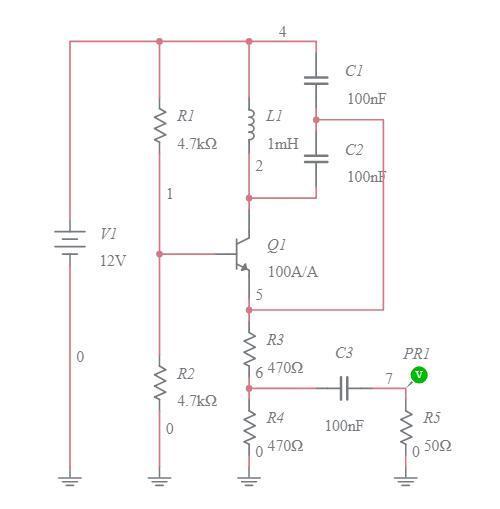 4
C1
100nF
R1
4.7kΩ
L1
1mH
C2
100nF
2
1
V1
12V
Q1
100A/A
5
0
R3
470Ω
6
C3
100nF
PR1
V
7
R2
4.7kΩ
0
R4
470Ω
0
R5
50Ω
0